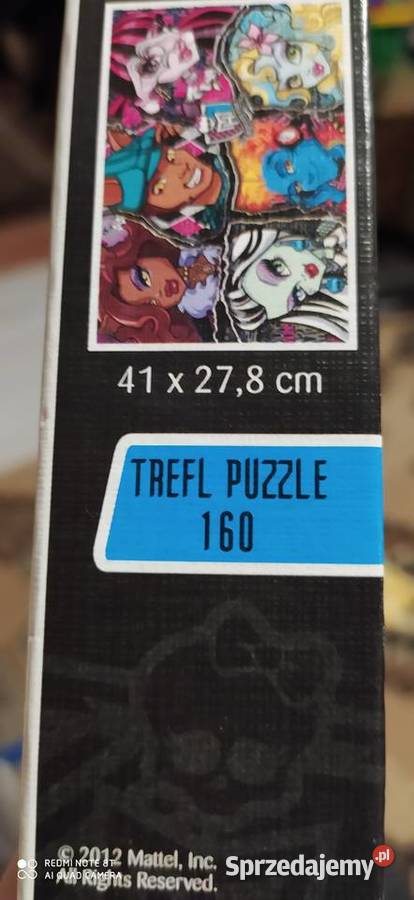 41 x 27,8 cm
TREFL PUZZLE
160
© 2012 Mattel, Inc.
All Rights Reserved.
REDMI NOTE 8T
AI QUAD CAMERA
Sprzedajemy.pl